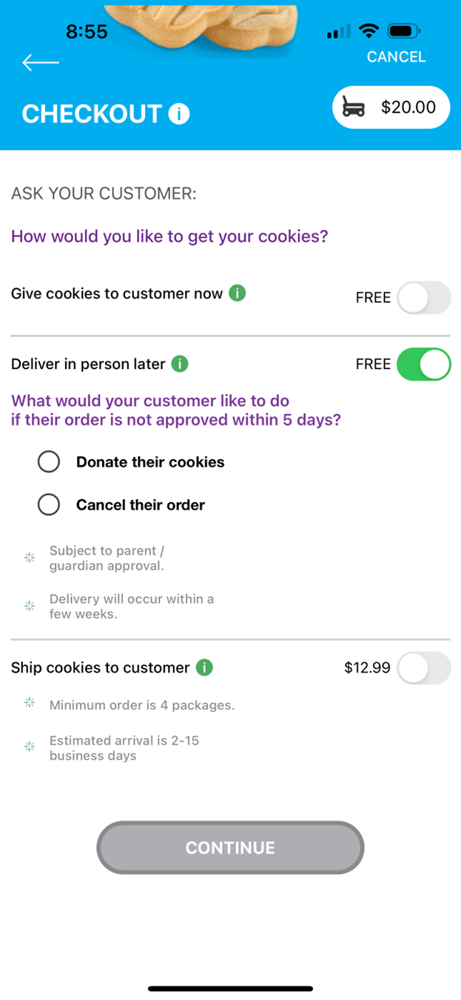 8:55
CANCEL
CHECKOUT i
$20.00
ASK YOUR CUSTOMER:
How would you like to get your cookies?
Give cookies to customer now i
FREE
Deliver in person later i
FREE
What would your customer like to do
if their order is not approved within 5 days?
Donate their cookies
Cancel their order
Subject to parent /
guardian approval.
Delivery will occur within a
few weeks.
Ship cookies to customer i
$12.99
Minimum order is 4 packages.
Estimated arrival is 2-15
business days
CONTINUE